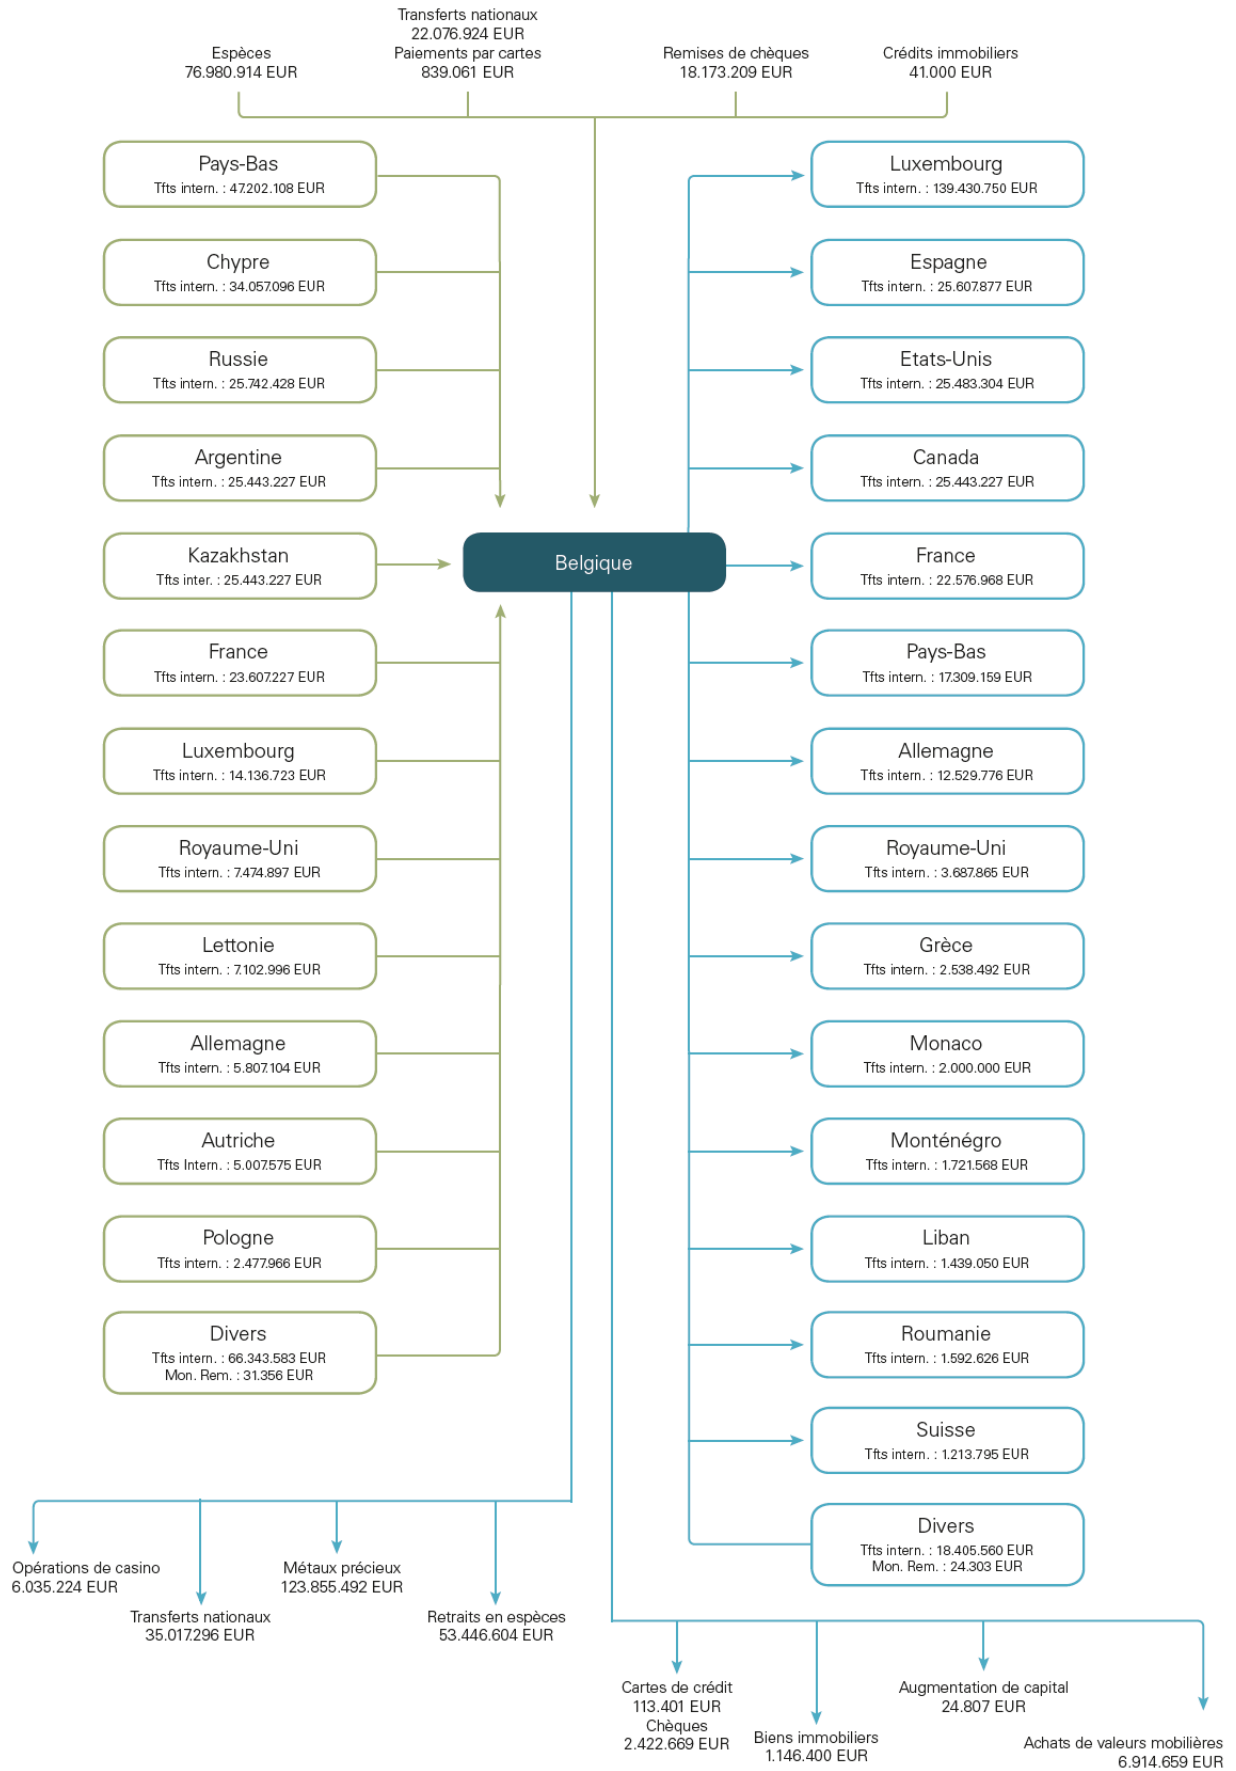 Transferts nationaux
22.076.924 EUR
Espèces
76.980.914 EUR
Paiements par cartes
839.061 EUR
Remises de chèques
18.173.209 EUR
Crédits immobiliers
41.000 EUR
Pays-Bas
Tfts intern. : 47.202.108 EUR
Chypre
Tfts intern. : 34.057.096 EUR
Russie
Tfts intern. : 25.742.428 EUR
Argentine
Tfts intern. : 25.443.227 EUR
Kazakhstan
Tfts inter. : 25.443.227 EUR
France
Tfts intern. : 23.607.227 EUR
Luxembourg
Tfts intern. : 14.136.723 EUR
Royaume-Uni
Tfts intern. : 7.474.897 EUR
Lettonie
Tfts intern. : 7.102.996 EUR
Allemagne
Tfts intern. : 5.807.104 EUR
Autriche
Tfts Intern. : 5.007.575 EUR
Pologne
Tfts intern. : 2.477.966 EUR
Divers
Tfts intern. : 66.343.583 EUR
Mon. Rem. : 31.356 EUR
Belgique
Luxembourg
Tfts intern. : 139.430.750 EUR
Espagne
Tfts intern. : 25.607.877 EUR
Etats-Unis
Tfts intern. : 25.483.304 EUR
Canada
Tfts intern. : 25.443.227 EUR
France
Tfts intern. : 22.576.968 EUR
Pays-Bas
Tfts intern. : 17.309.159 EUR
Allemagne
Tfts intern. : 12.529.776 EUR
Royaume-Uni
Tfts intern. : 3.687.865 EUR
Grèce
Tfts intern. : 2.538.492 EUR
Monaco
Tfts intern. : 2.000.000 EUR
Monténégro
Tfts intern. : 1.721.568 EUR
Liban
Tfts intern. : 1.439.050 EUR
Roumanie
Tfts intern. : 1.592.626 EUR
Suisse
Tfts intern. : 1.213.795 EUR
Divers
Tfts intern. : 18.405.560 EUR
Mon. Rem. : 24.303 EUR
Opérations de casino
6.035.224 EUR
Transferts nationaux
35.017.296 EUR
Métaux précieux
123.855.492 EUR
Retraits en espèces
53.446.604 EUR
Cartes de crédit
113.401 EUR
Chèques
2.422.669 EUR
Biens immobiliers
1.146.400 EUR
Augmentation de capital
24.807 EUR
Achats de valeurs mobilières
6.914.659 EUR